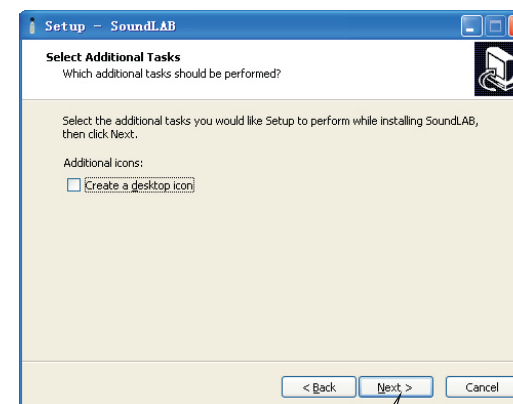 Setup - SoundLAB
Select Additional Tasks
Which additional tasks should be performed?
Select the additional tasks you would like Setup to perform while installing SoundLAB,
then click Next.
Additional icons:
Create a desktop icon
< Back Next > Cancel